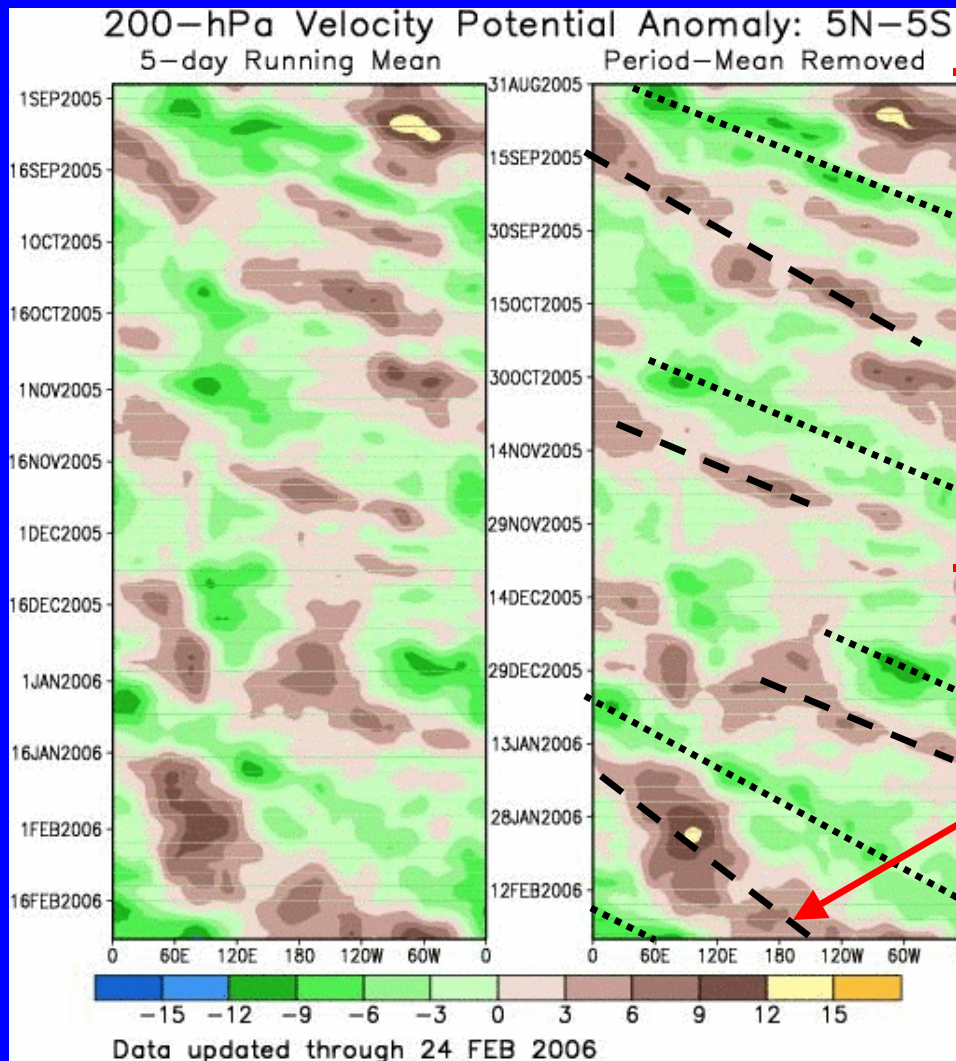 200-hPa Velocity Potential Anomaly: 5N-5S
5-day Running Mean
Period-Mean Removed
1SEP2005
16SEP2005
1OCT2005
16OCT2005
1NOV2005
16NOV2005
1DEC2005
16DEC2005
1JAN2006
16JAN2006
1FEB2006
16FEB2006
0 60E 120E 180 120W 60W 0
31AUG2005
15SEP2005
30SEP2005
15OCT2005
30OCT2005
14NOV2005
29NOV2005
14DEC2005
29DEC2005
13JAN2006
28JAN2006
12FEB2006
0 60E 120E 180 120W 60W
-15 -12 -9 -6 -3 0 3 6 9 12 15
Data updated through 24 FEB 2006